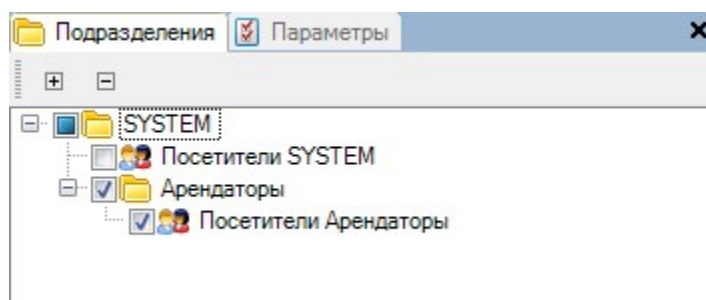 Подразделения Параметры
SYSTEM
Посетители SYSTEM
Арендаторы
Посетители Арендаторы